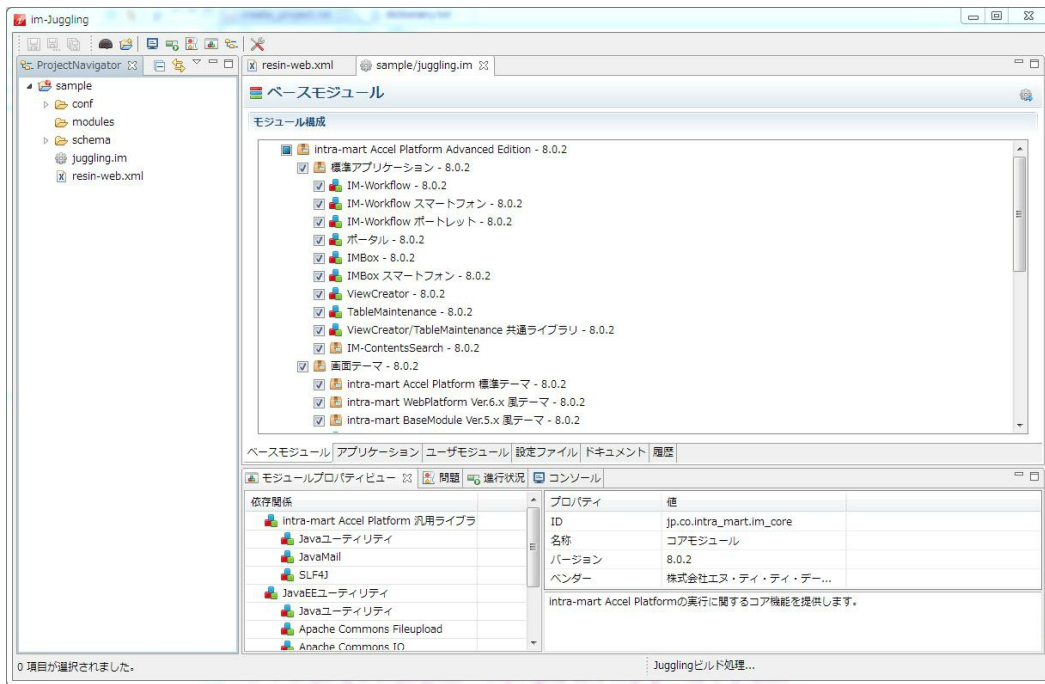 im-Juggling
ProjectNavigator
sample
conf
modules
schema
juggling.im
resin-web.xml
resin-web.xml
sample/juggling.im
ベースモジュール
モジュール構成
intra-mart Accel Platform Advanced Edition - 8.0.2
標準アプリケーション - 8.0.2
IM-Workflow - 8.0.2
IM-Workflow スマートフォン - 8.0.2
IM-Workflow ポートレット - 8.0.2
ポータル - 8.0.2
IMBox - 8.0.2
IMBox スマートフォン - 8.0.2
ViewCreator - 8.0.2
TableMaintenance - 8.0.2
ViewCreator/TableMaintenance 共通ライブラリ - 8.0.2
IM-ContentsSearch - 8.0.2
画面テーマ - 8.0.2
intra-mart Accel Platform 標準テーマ - 8.0.2
intra-mart WebPlatform Ver.6.x 風テーマ - 8.0.2
intra-mart BaseModule Ver.5.x 風テーマ - 8.0.2
ベースモジュール アプリケーション ユーザモジュール 設定ファイル ドキュメント 履歴
モジュールプロパティビュー 問題 進行状況 コンソール
依存関係
intra-mart Accel Platform 汎用ライブラ
Javaユーティリティ
JavaMail
SLF4J
JavaEEユーティリティ
Javaユーティリティ
Apache Commons Fileupload
Apache Commons IO
プロパティ 値
ID jp.co.intra_mart.im_core
名称 コアモジュール
バージョン 8.0.2
ベンダー 株式会社エヌ・ティ・ティ・デー...
intra-mart Accel Platformの実行に関するコア機能を提供します。
0 項目が選択されました。
Jugglingビルド処理...